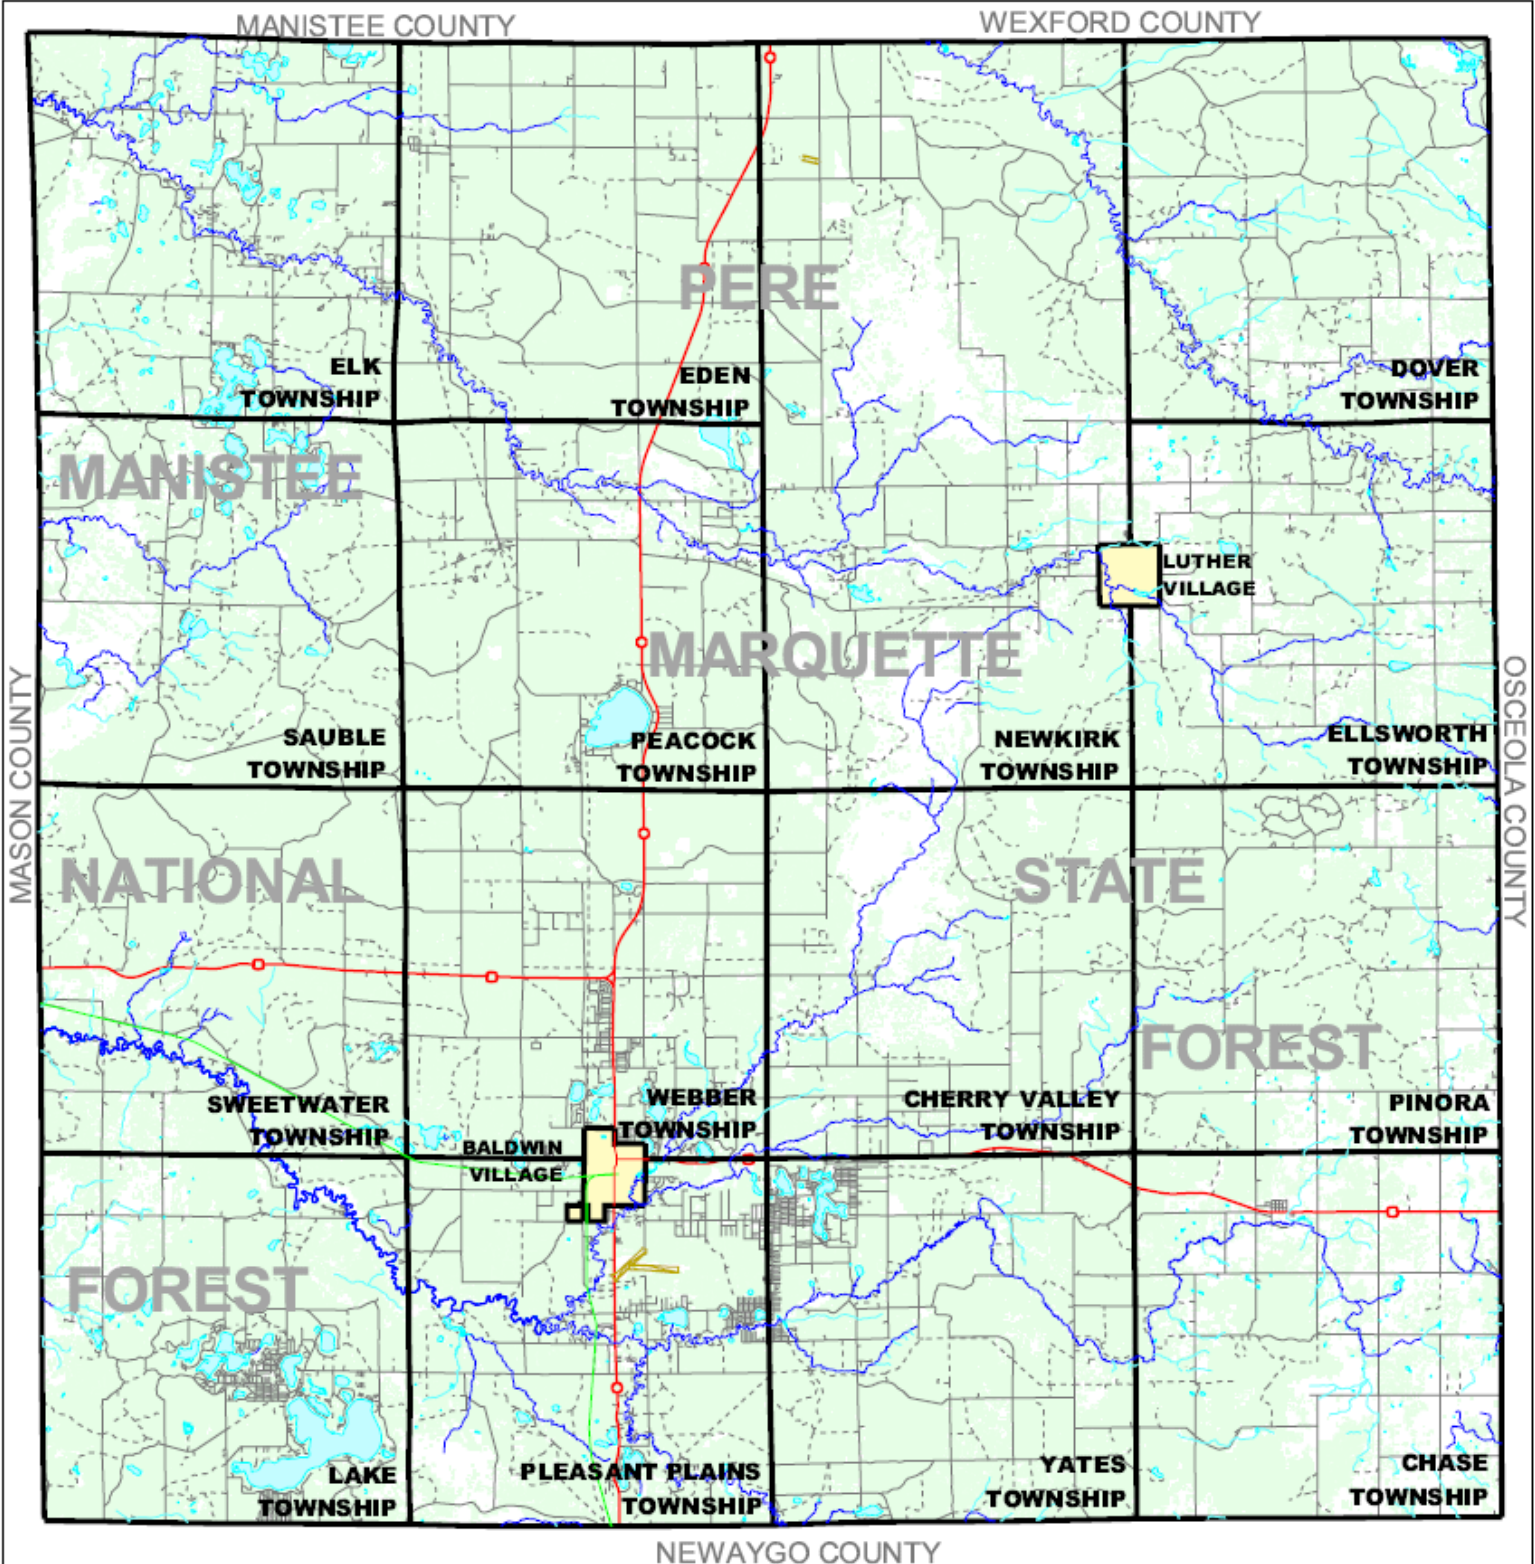 MANISTEE COUNTY
WEXFORD COUNTY
PERE
ELK
TOWNSHIP
EDEN
TOWNSHIP
DOVER
TOWNSHIP
MANISTEE
LUTHER
VILLAGE
MARQUETTE
MASON COUNTY
OSCEOLA COUNTY
SAUBLE
TOWNSHIP
PEACOCK
TOWNSHIP
NEWKIRK
TOWNSHIP
ELLSWORTH
TOWNSHIP
NATIONAL
STATE
FOREST
SWEETWATER
TOWNSHIP
WEBBER
TOWNSHIP
CHERRY VALLEY
TOWNSHIP
PINORA
TOWNSHIP
BALDWIN
VILLAGE
FOREST
LAKE
TOWNSHIP
PLEASANT PLAINS
TOWNSHIP
YATES
TOWNSHIP
CHASE
TOWNSHIP
NEWAYGO COUNTY